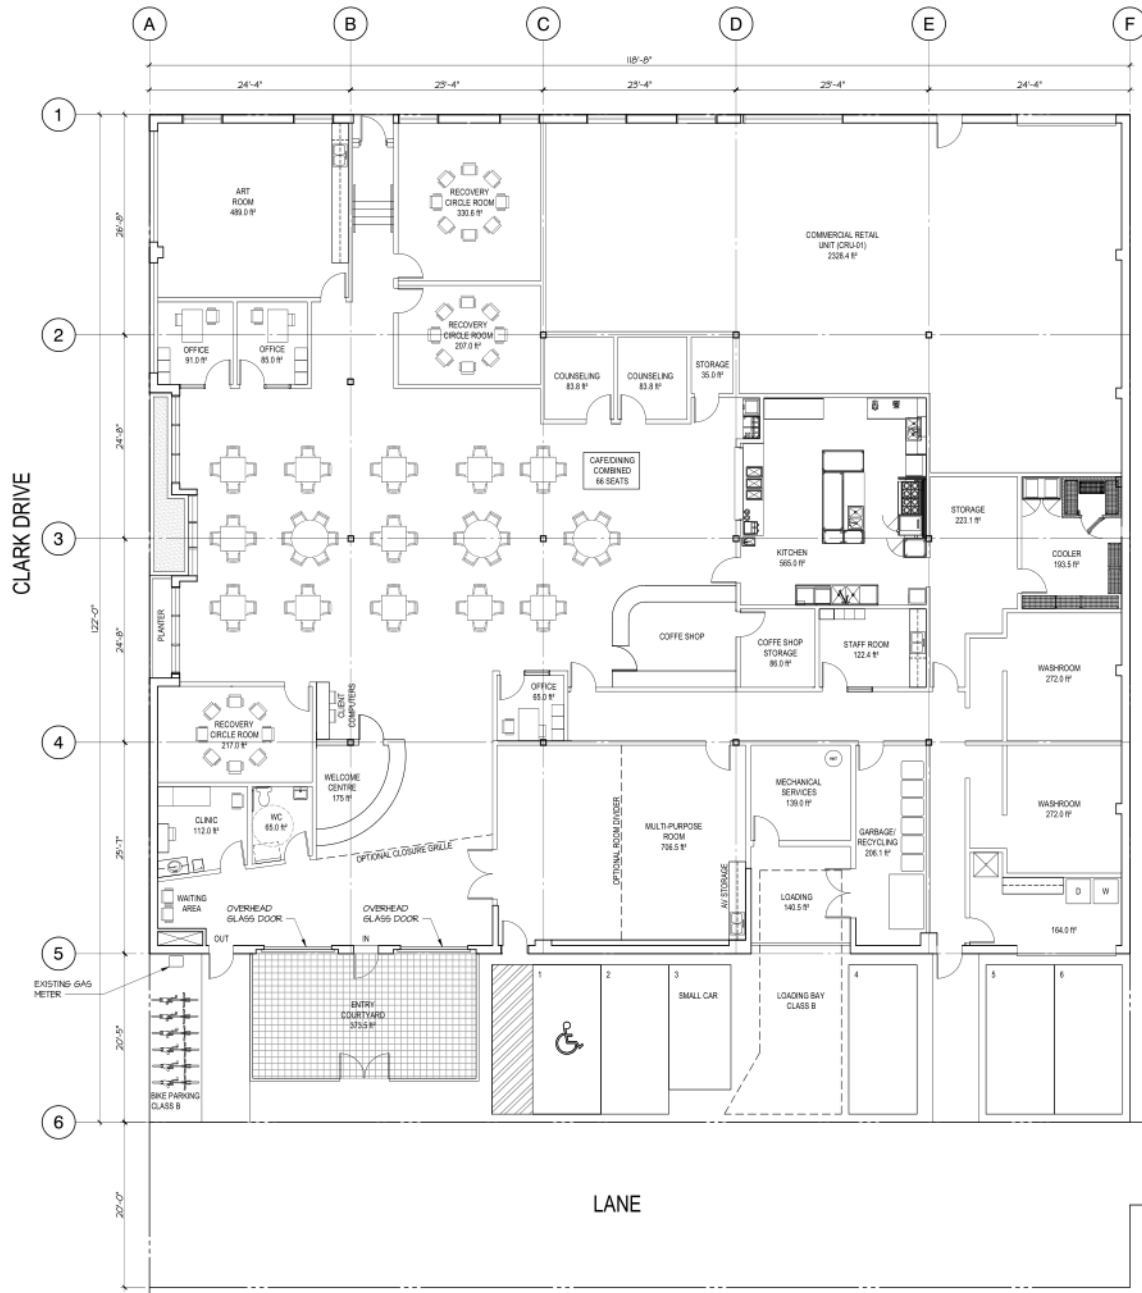 A
B
C
D
E
F
118'-8"
24'-4"
23'-4"
23'-4"
23'-4"
24'-4"
1
ART
ROOM
489.0 ft²
RECOVERY
CIRCLE ROOM
330.6 ft²
26'-8"
COMMERCIAL RETAIL
UNIT (CRU-01)
2328.4 ft²
2
OFFICE
91.0 ft²
OFFICE
85.0 ft²
RECOVERY
CIRCLE ROOM
207.0 ft²
COUNSELING
83.8 ft²
COUNSELING
83.8 ft²
STORAGE
35.0 ft²
24'-8"
CLARK DRIVE
122'-0"
CAFE/DINING
COMBINED
66 SEATS
STORAGE
223.1 ft²
3
KITCHEN
565.0 ft²
COOLER
193.5 ft²
24'-8"
PLANTER
COFFE SHOP
COFFE SHOP
STORAGE
86.0 ft²
STAFF ROOM
122.4 ft²
WASHROOM
272.0 ft²
OFFICE
65.0 ft²
CLIENT
COMPUTERS
RECOVERY
CIRCLE ROOM
217.0 ft²
4
WELCOME
CENTRE
175 ft²
MECHANICAL
SERVICES
139.0 ft²
HWT
WASHROOM
272.0 ft²
CLINIC
112.0 ft²
WC
65.0 ft²
25'-7"
OPTIONAL CLOSURE GRILLE
OPTIONAL ROOM DIVIDER
MULTI-PURPOSE
ROOM
706.5 ft²
GARBAGE/
RECYCLING
206.1 ft²
AV STORAGE
WAITING
AREA
OVERHEAD
GLASS DOOR
OVERHEAD
GLASS DOOR
LOADING
140.5 ft²
D
W
164.0 ft²
OUT
IN
5
EXISTING GAS
METER
ENTRY
COURTYARD
373.5 ft²
1
2
3
SMALL CAR
LOADING BAY
CLASS B
4
5
6
20'-5"
BIKE PARKING
CLASS B
6
20'-0"
LANE